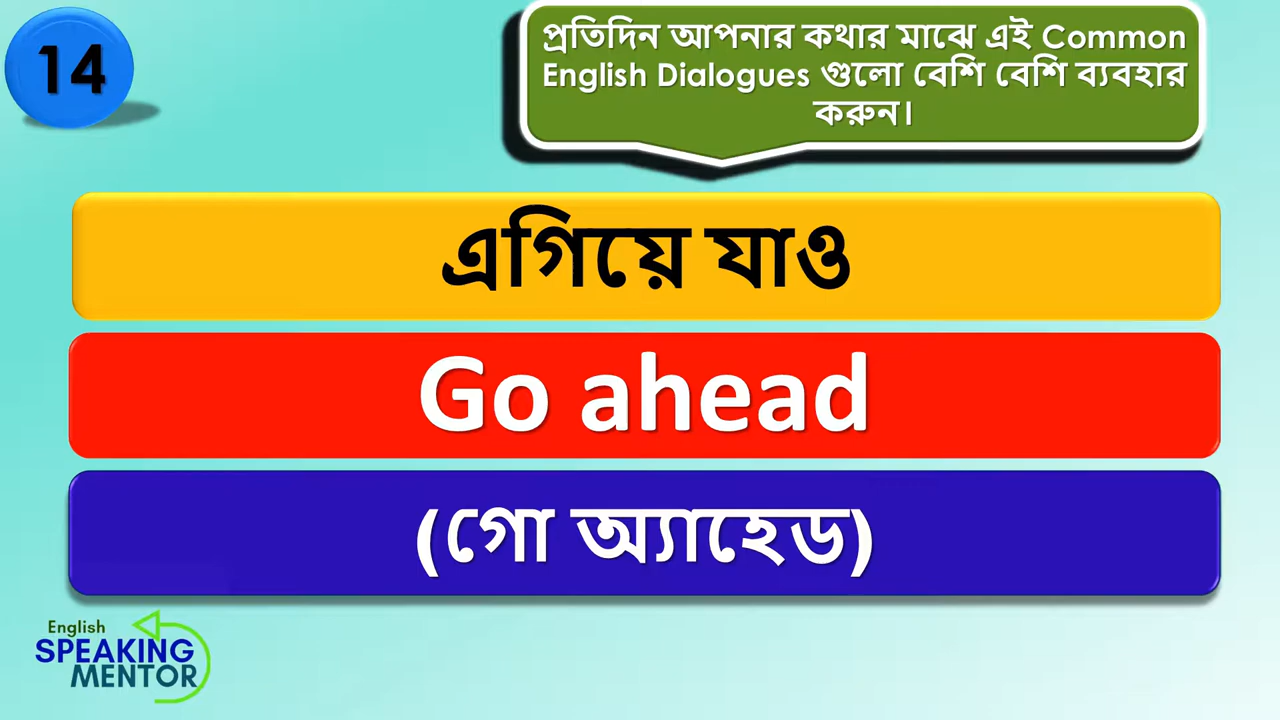 14
প্রতিদিন আপনার কথার মাঝে এই Common
English Dialogues গুলো বেশি বেশি ব্যবহার
করুন।
এগিয়ে যাও
Go ahead
(গো অ্যাহেড)
English
SPEAKING
MENTOR